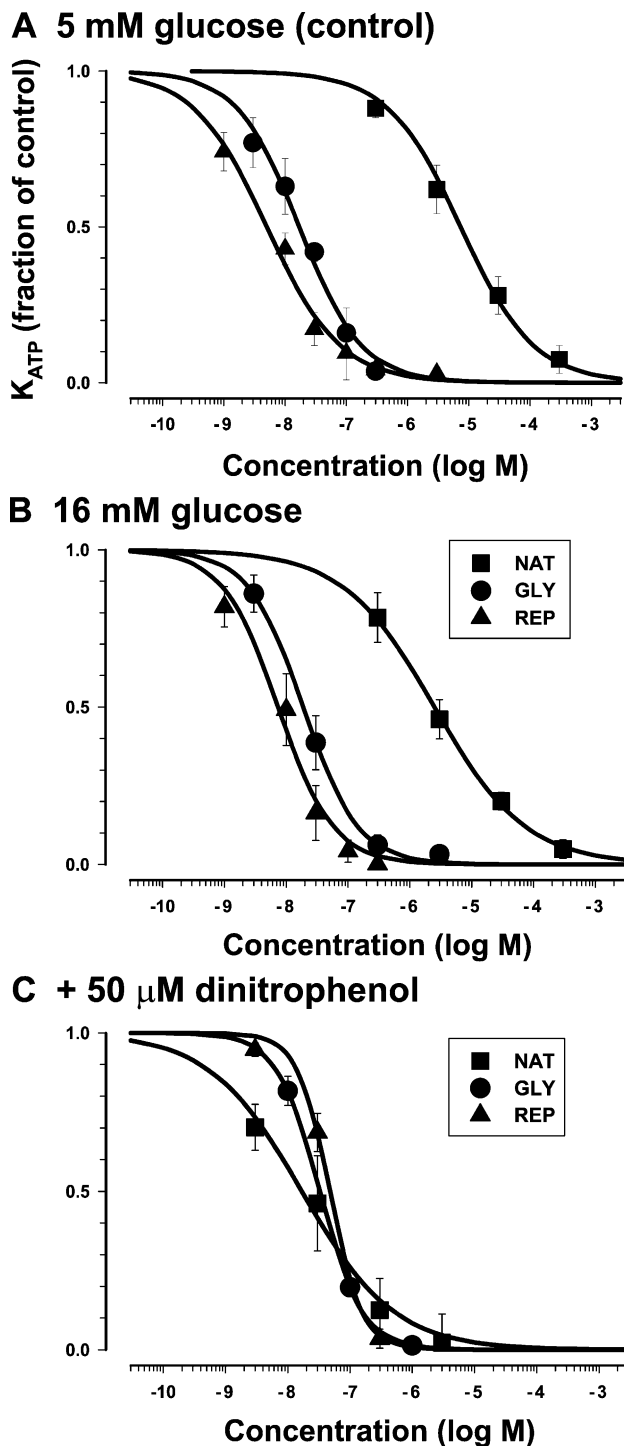 A 5 mM glucose (control)
K_ATP (fraction of control)
1.0
0.5
0.0
-10 -9 -8 -7 -6 -5 -4 -3
Concentration (log M)
B 16 mM glucose
NAT
GLY
REP
1.0
0.5
0.0
-10 -9 -8 -7 -6 -5 -4 -3
Concentration (log M)
C + 50 μM dinitrophenol
NAT
GLY
REP
1.0
0.5
0.0
-10 -9 -8 -7 -6 -5 -4 -3
Concentration (log M)